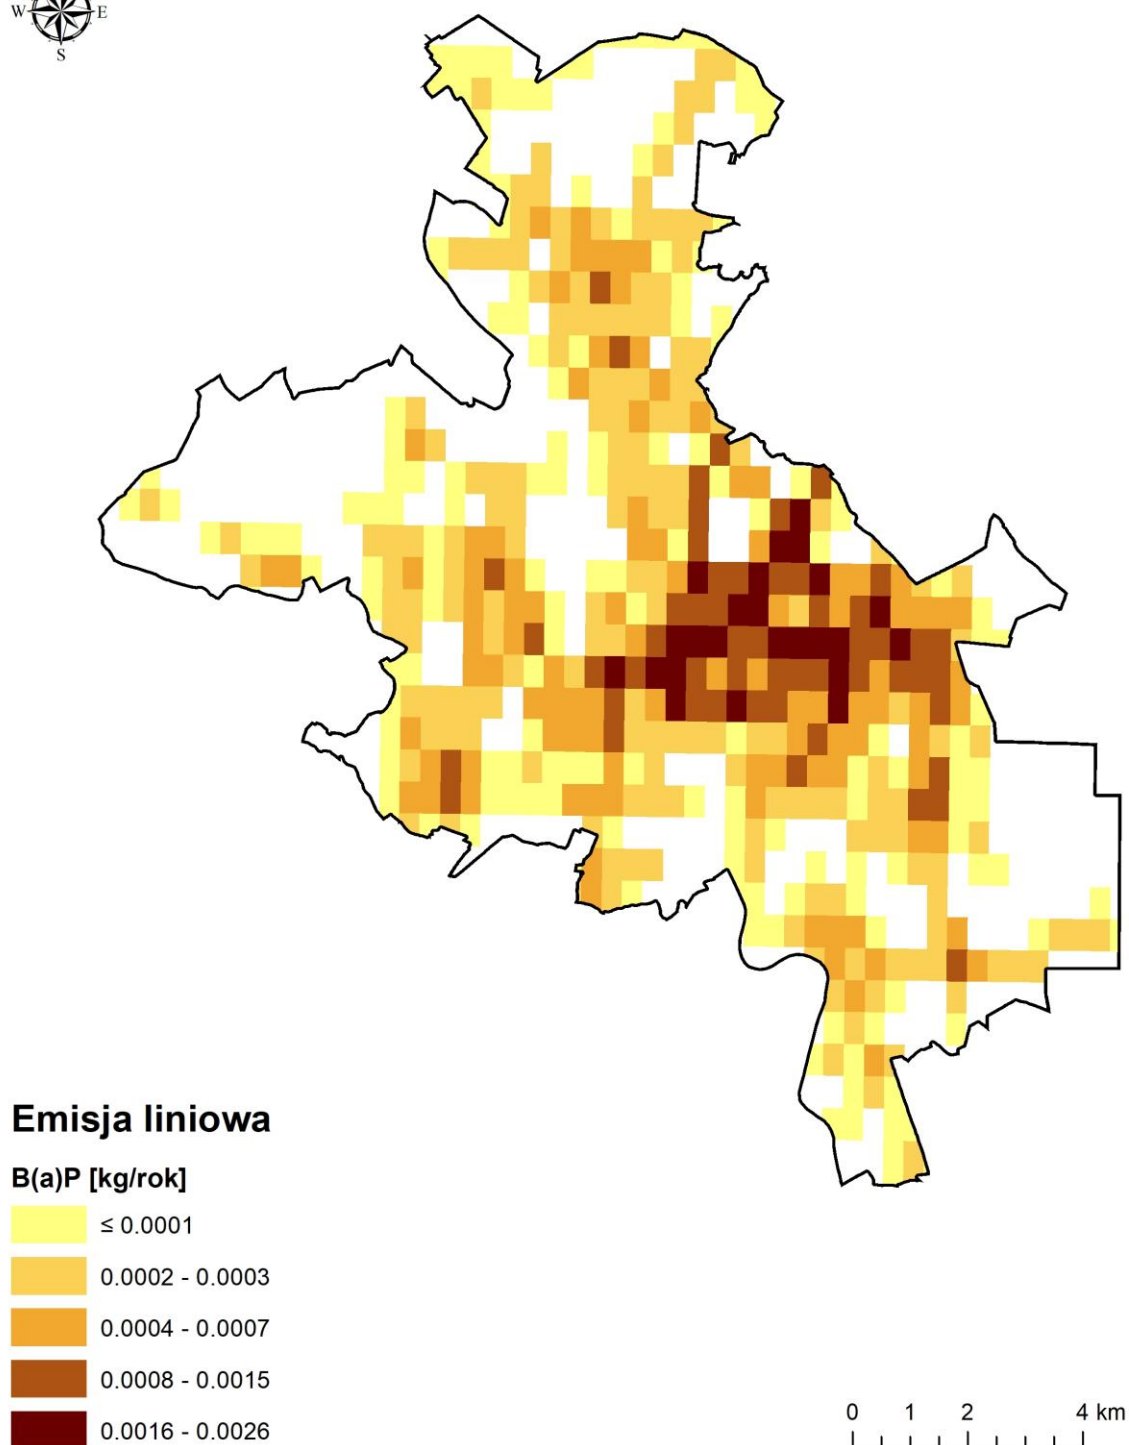 W E
S
Emisja liniowa
B(a)P [kg/rok]
≤ 0.0001
0.0002 - 0.0003
0.0004 - 0.0007
0.0008 - 0.0015
0.0016 - 0.0026
0 1 2 4 km